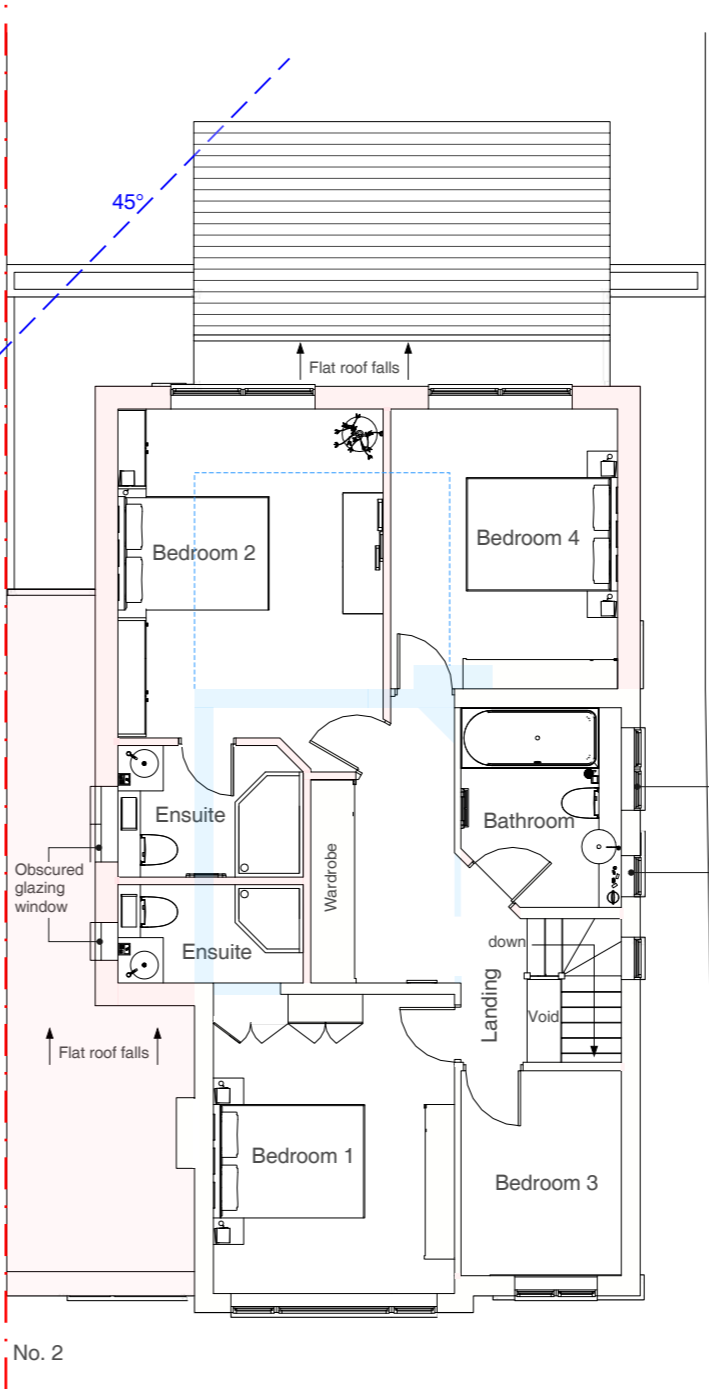 45°
Flat roof falls
Bedroom 2
Bedroom 4
Ensuite
Bathroom
Wardrobe
Obscured
glazing
window
Ensuite
down
Landing
Void
Flat roof falls
Bedroom 1
Bedroom 3
No. 2